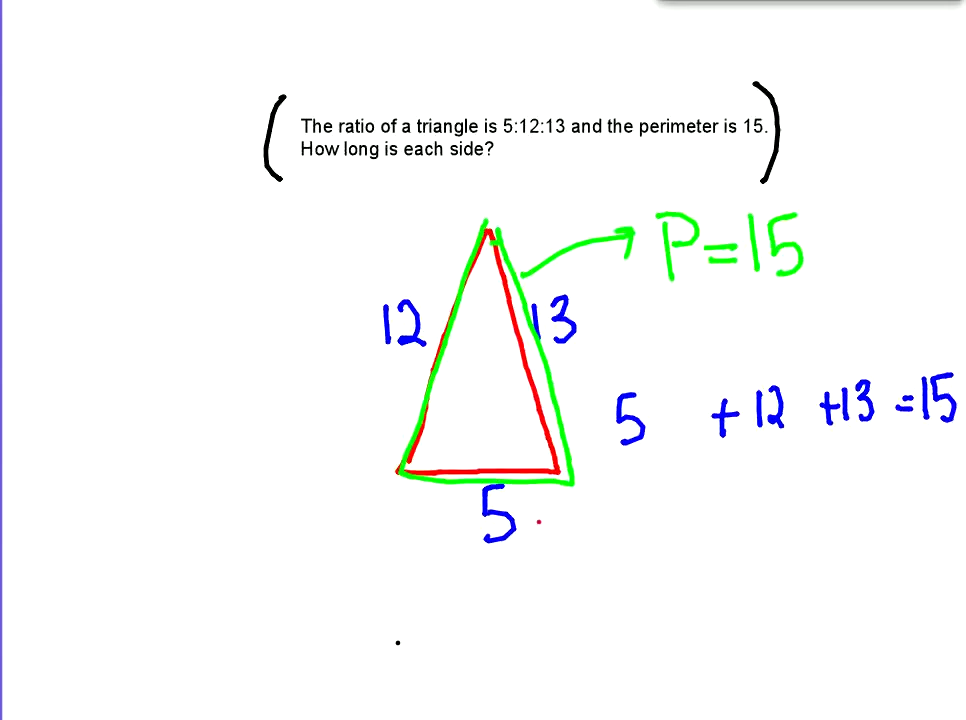 The ratio of a triangle is 5:12:13 and the perimeter is 15.
How long is each side?
P=15
12
13
5 +12 +13 =15
5